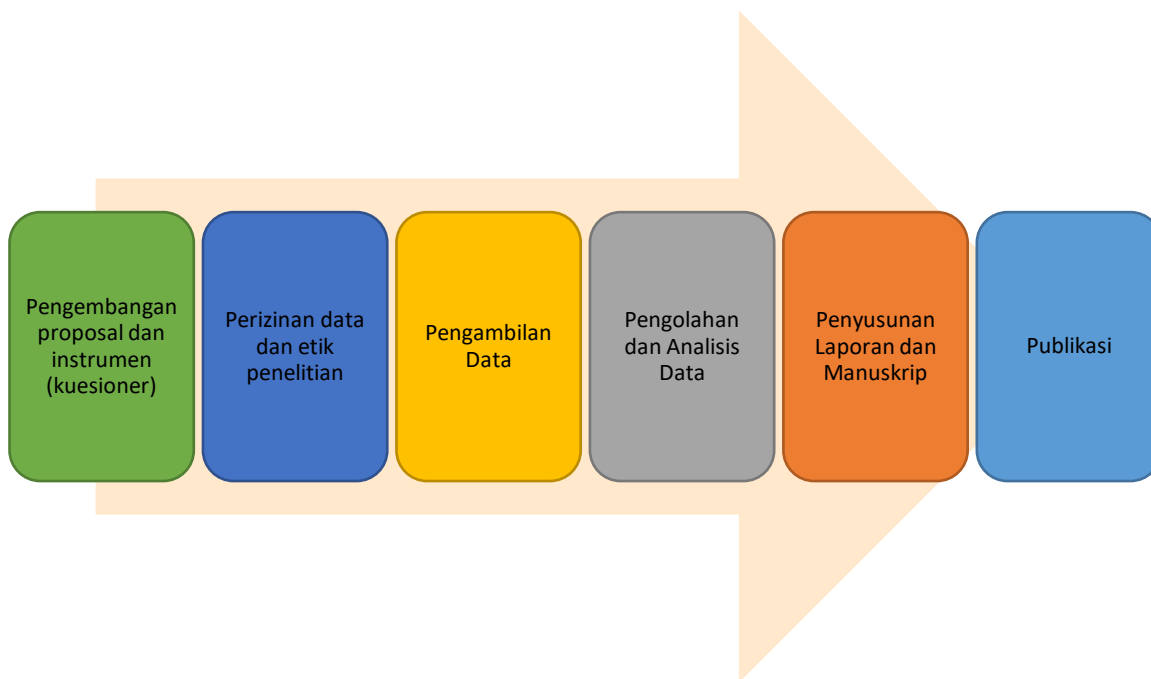 Pengembangan
proposal dan
instrumen
(kuesioner)
Perizinan data
dan etik
penelitian
Pengambilan
Data
Pengolahan
dan Analisis
Data
Penyusunan
Laporan dan
Manuskrip
Publikasi